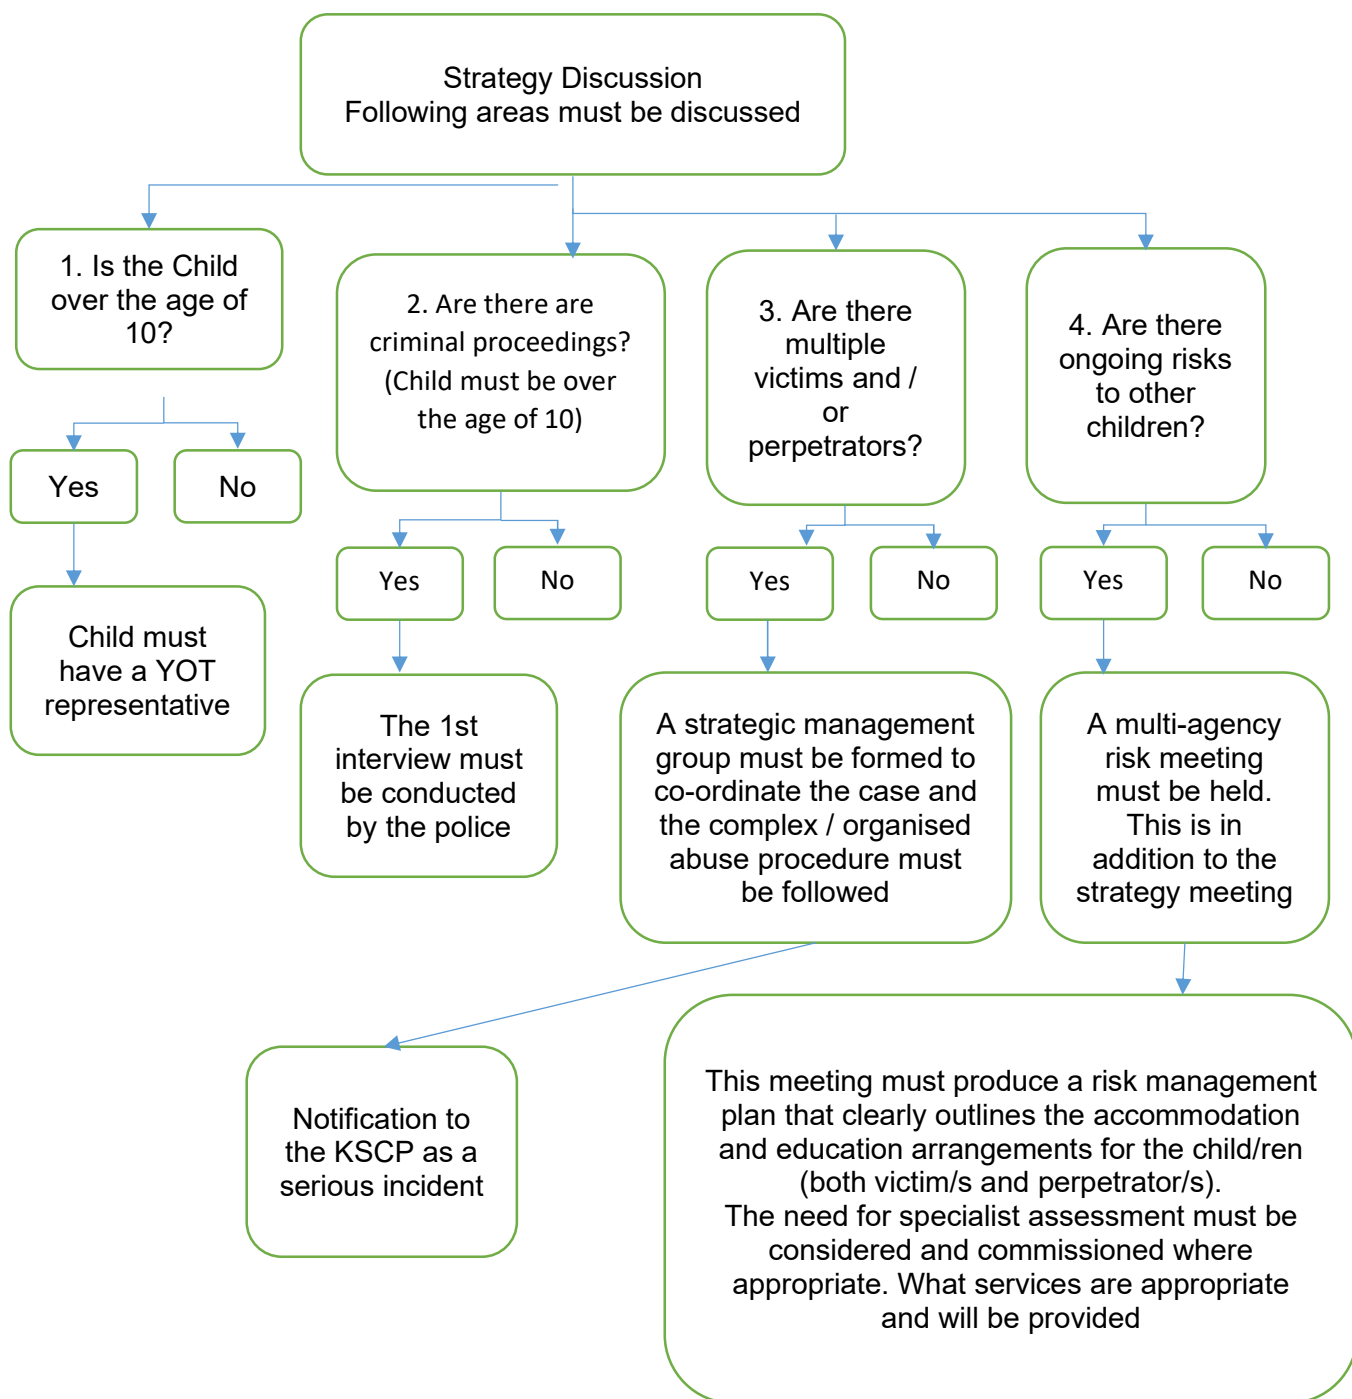 Strategy Discussion
Following areas must be discussed
1. Is the Child
over the age of
10?
Yes
No
Child must
have a YOT
representative
2. Are there are
criminal proceedings?
(Child must be over
the age of 10)
Yes
No
The 1st
interview must
be conducted
by the police
3. Are there
multiple
victims and /
or
perpetrators?
Yes
No
A strategic management
group must be formed to
co-ordinate the case and
the complex / organised
abuse procedure must
be followed
Notification to
the KSCP as a
serious incident
4. Are there
ongoing risks
to other
children?
Yes
No
A multi-agency
risk meeting
must be held.
This is in
addition to the
strategy meeting
This meeting must produce a risk management
plan that clearly outlines the accommodation
and education arrangements for the child/ren
(both victim/s and perpetrator/s).
The need for specialist assessment must be
considered and commissioned where
appropriate. What services are appropriate
and will be provided